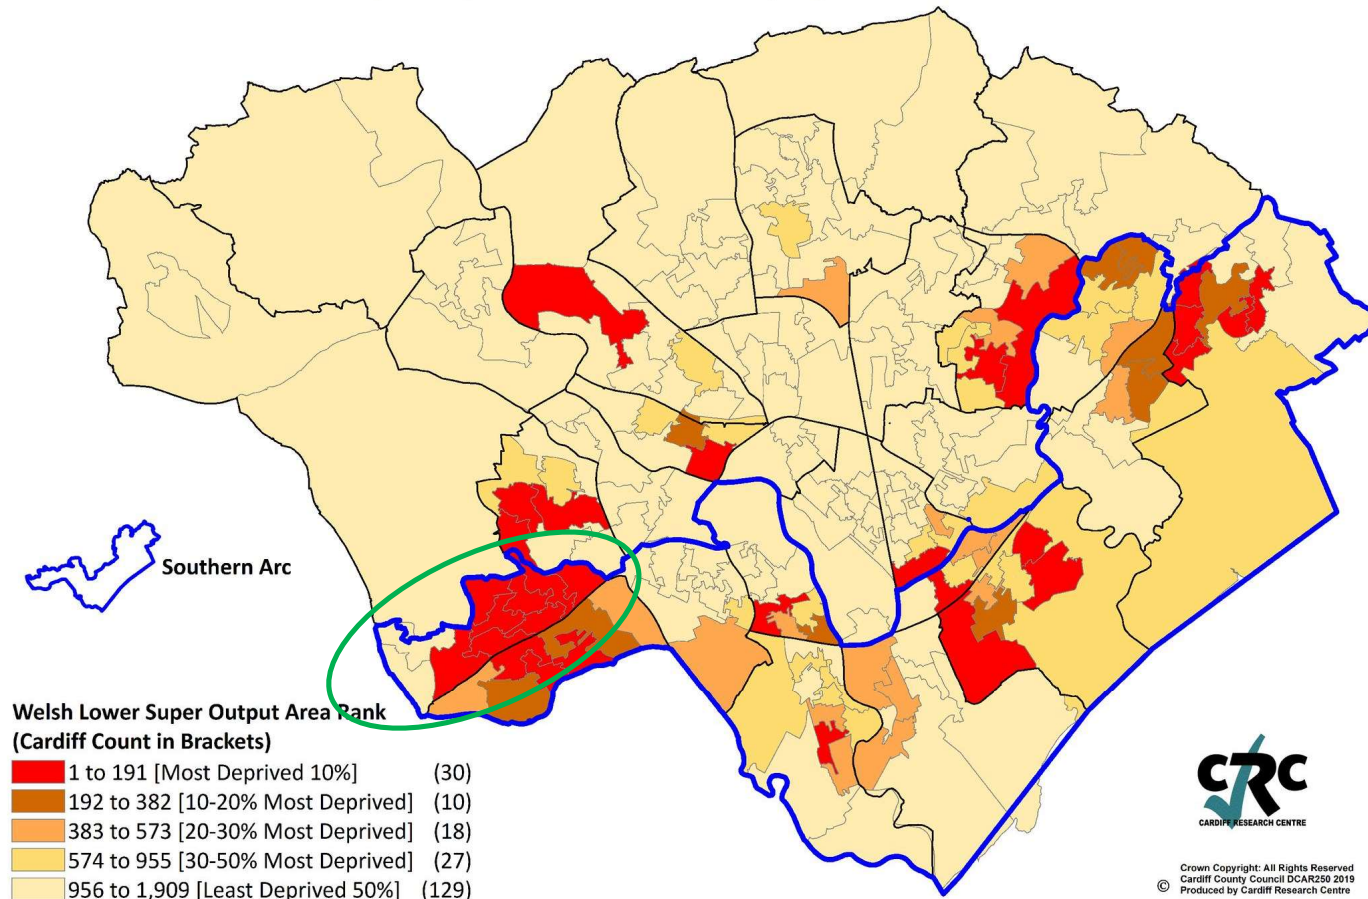 Southern Arc
Welsh Lower Super Output Area Rank
(Cardiff Count in Brackets)
1 to 191 [Most Deprived 10%] (30)
192 to 382 [10-20% Most Deprived] (10)
383 to 573 [20-30% Most Deprived] (18)
574 to 955 [30-50% Most Deprived] (27)
956 to 1,909 [Least Deprived 50%] (129)
CRC
CARDIFF RESEARCH CENTRE
Crown Copyright: All Rights Reserved
Cardiff County Council DCAR250 2019
© Produced by Cardiff Research Centre